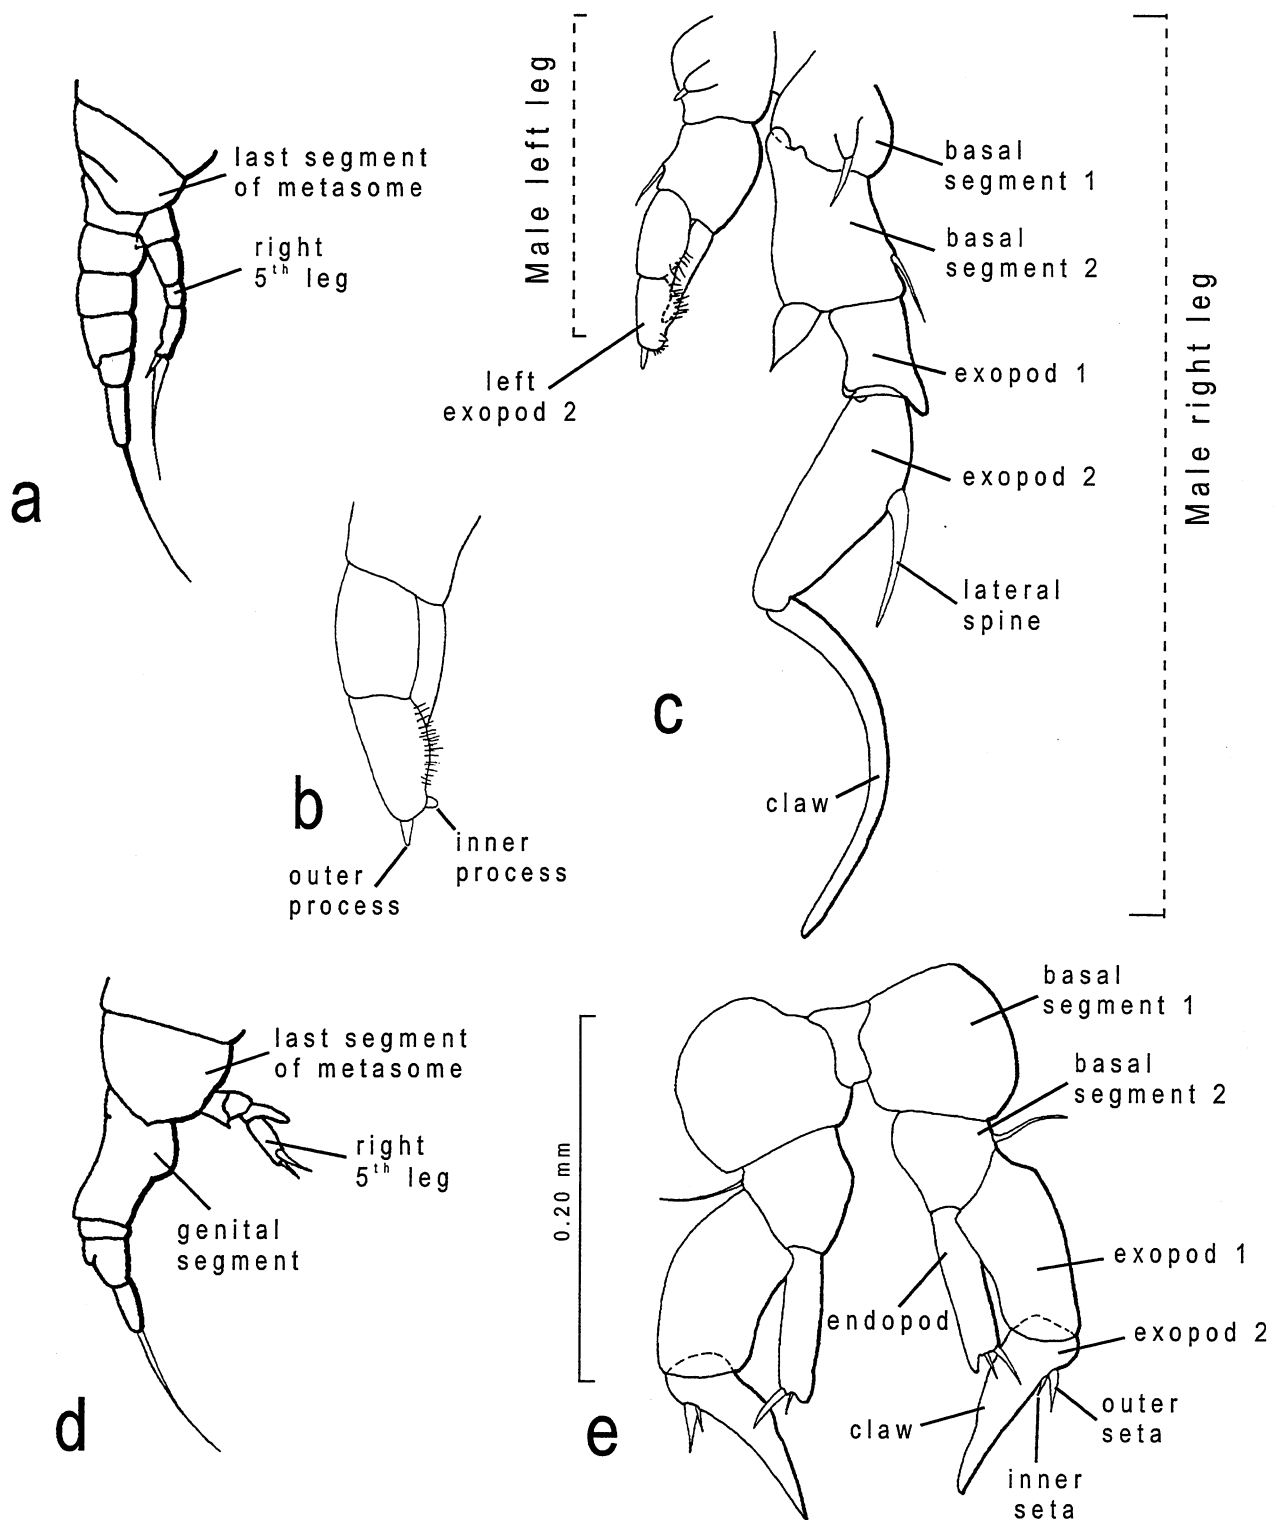 last segment
of metasome
right
5th leg
a
Male left leg
left
exopod 2
basal
segment 1
basal
segment 2
exopod 1
exopod 2
lateral
spine
claw
c
Male right leg
b
inner
process
outer
process
last segment
of metasome
right
5th leg
genital
segment
d
0.20 mm
basal
segment 1
basal
segment 2
exopod 1
endopod
exopod 2
claw
outer
seta
inner
seta
e